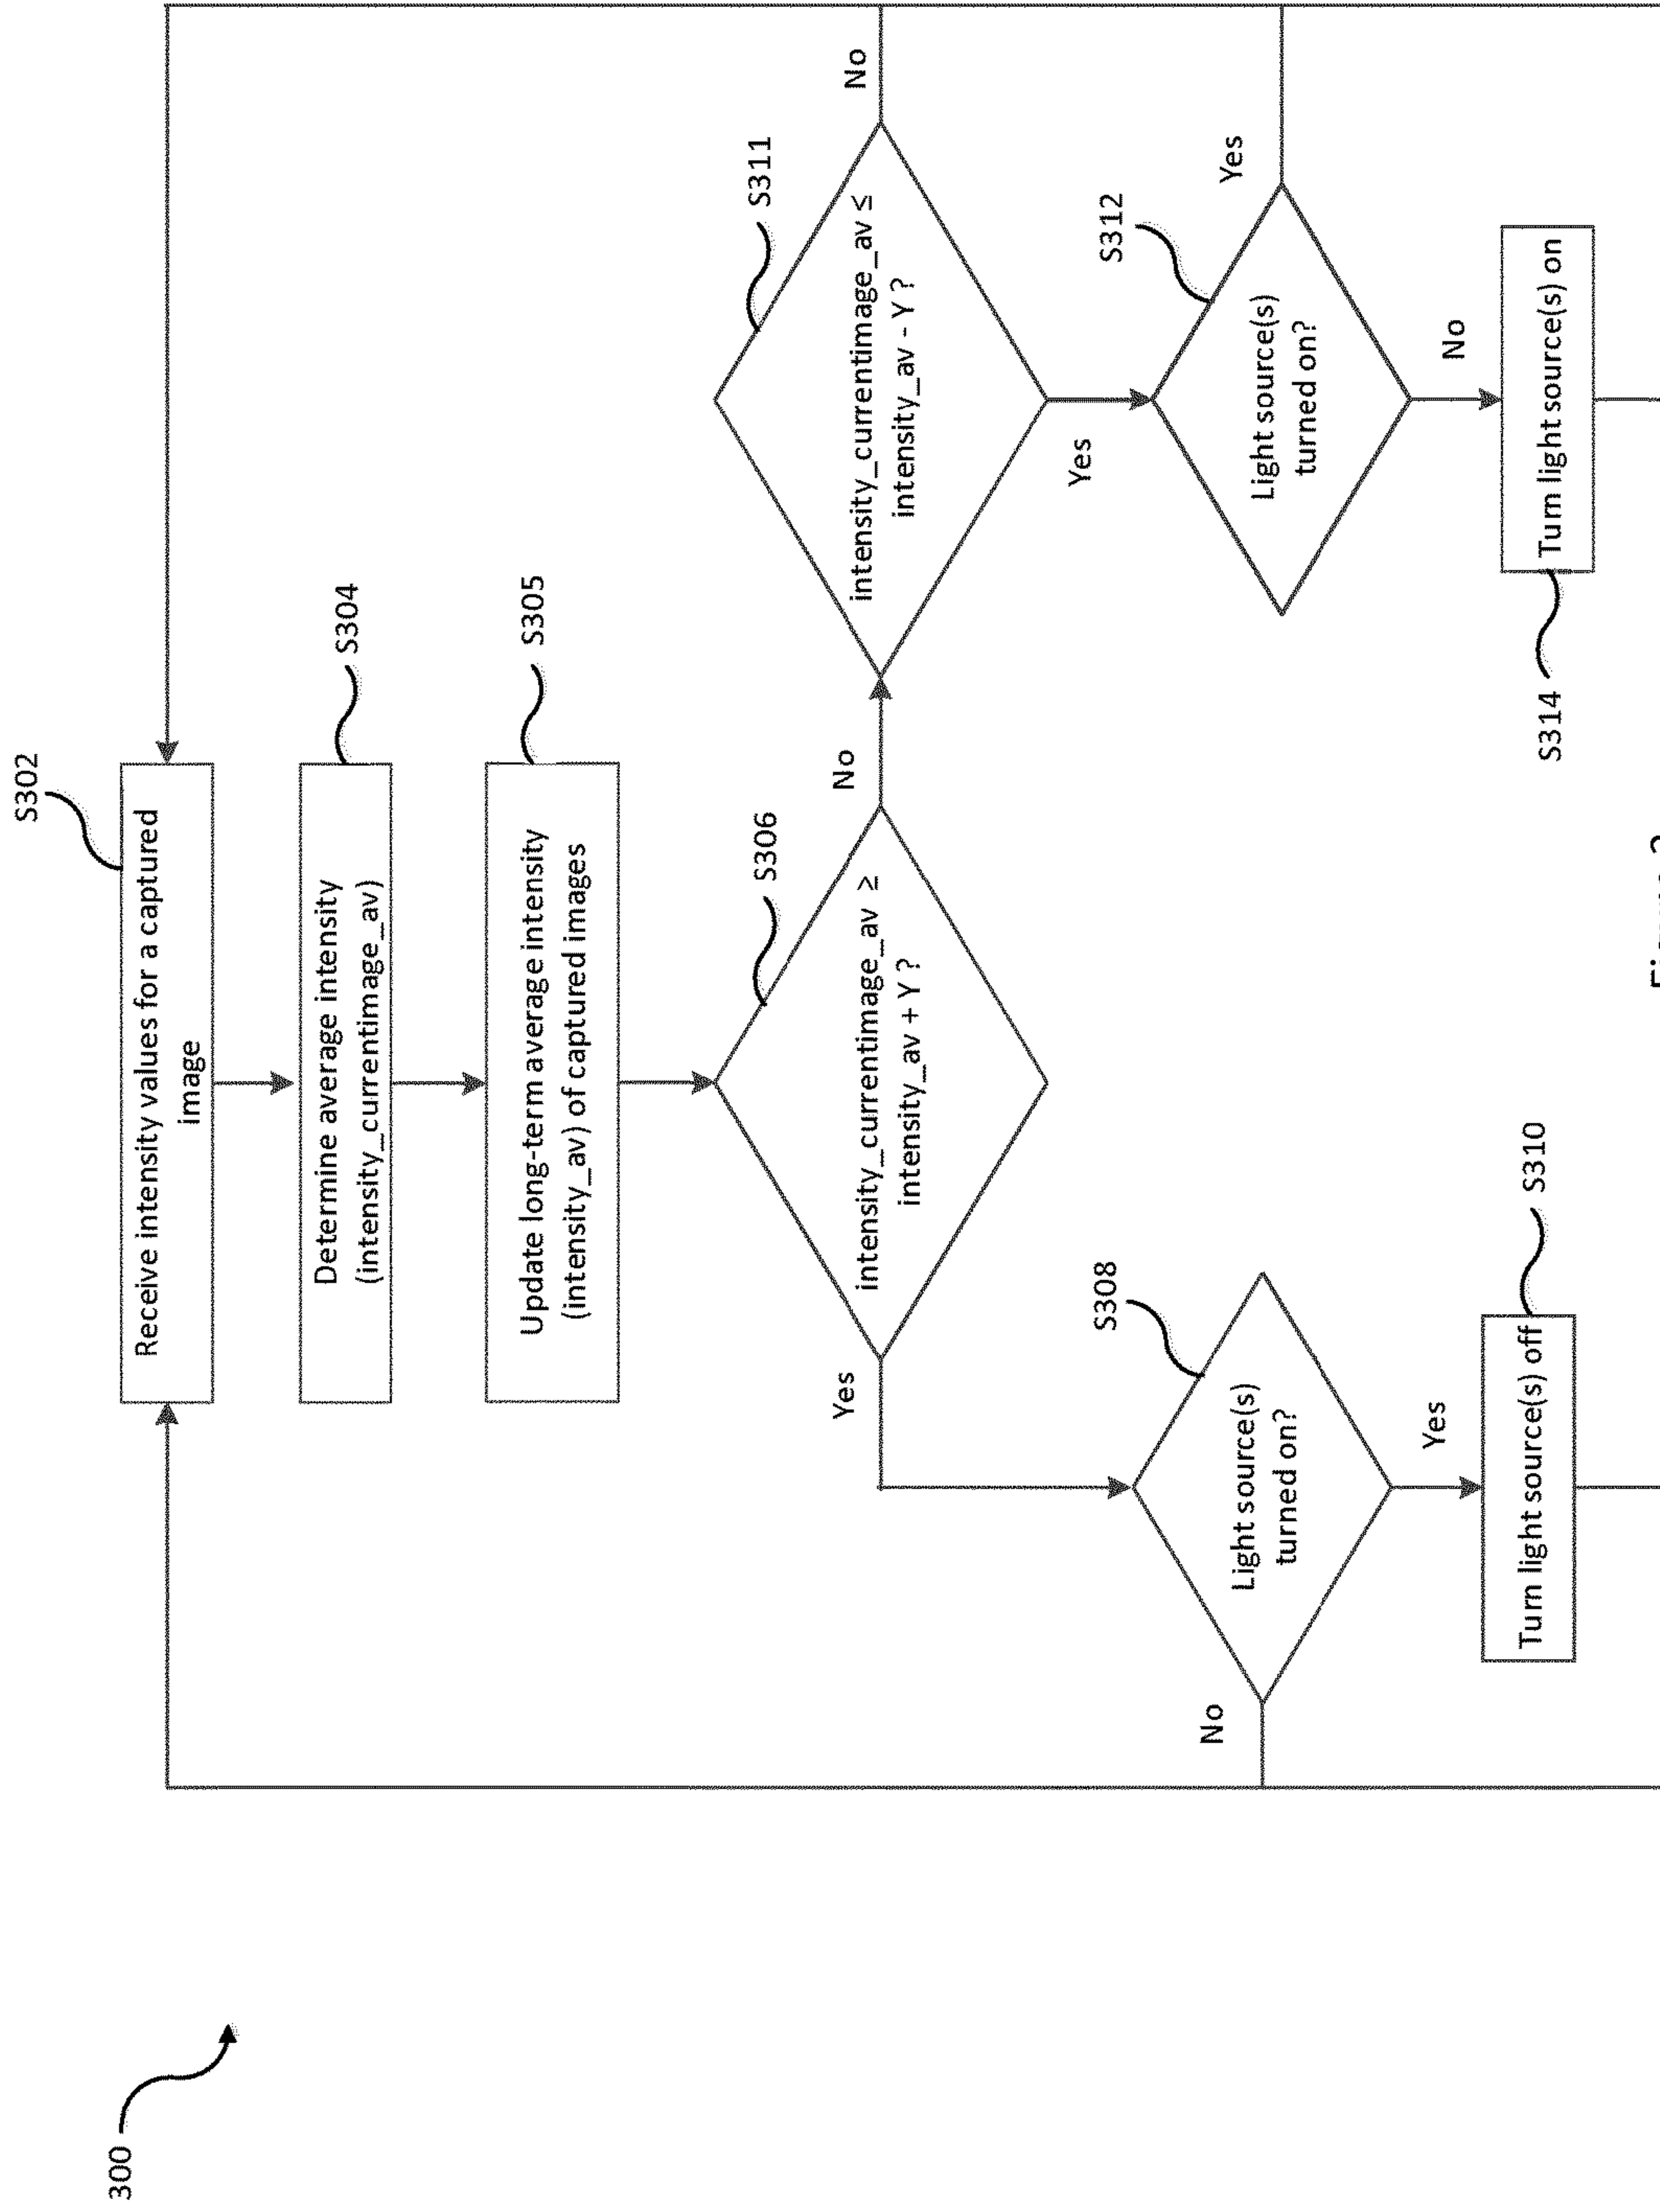 300
S302
Receive intensity values for a captured
image
S304
Determine average intensity
(intensity_currentimage_av)
S305
Update long-term average intensity
(intensity_av) of captured images
S306
intensity_currentimage_av ≥
intensity_av + Y ?
Yes
No
S311
intensity_currentimage_av ≤
intensity_av - Y ?
No
Yes
S308
Light source(s)
turned on?
No
Yes
S312
Light source(s)
turned on?
Yes
No
S310
Turn light source(s) off
S314
Turn light source(s) on